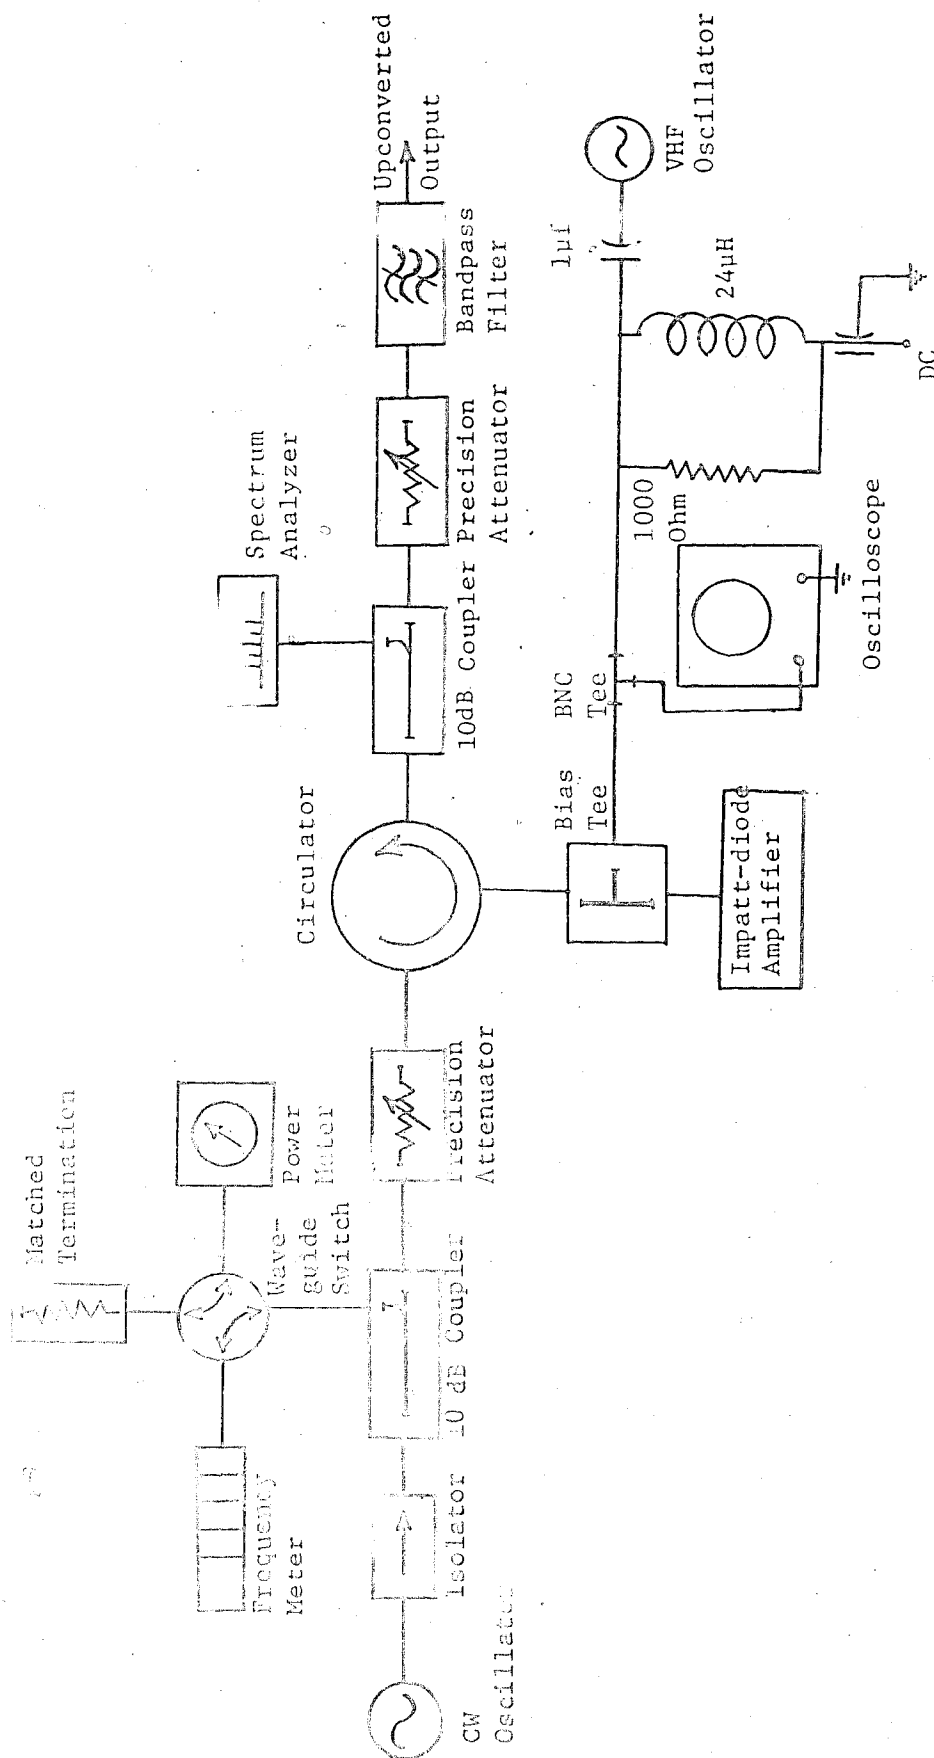 Matched
Termination
Frequency
Meter
Wave-
guide
Switch
Power
Meter
CW
Oscillator
Isolator
10 dB Coupler
Precision
Attenuator
Circulator
Spectrum
Analyzer
10dB Coupler
Precision
Attenuator
Bandpass
Filter
Upconverted
Output
Bias
Tee
BNC
Tee
Impatt-diode
Amplifier
Oscilloscope
1000
Ohm
24μH
1μf
VHF
Oscillator
DC